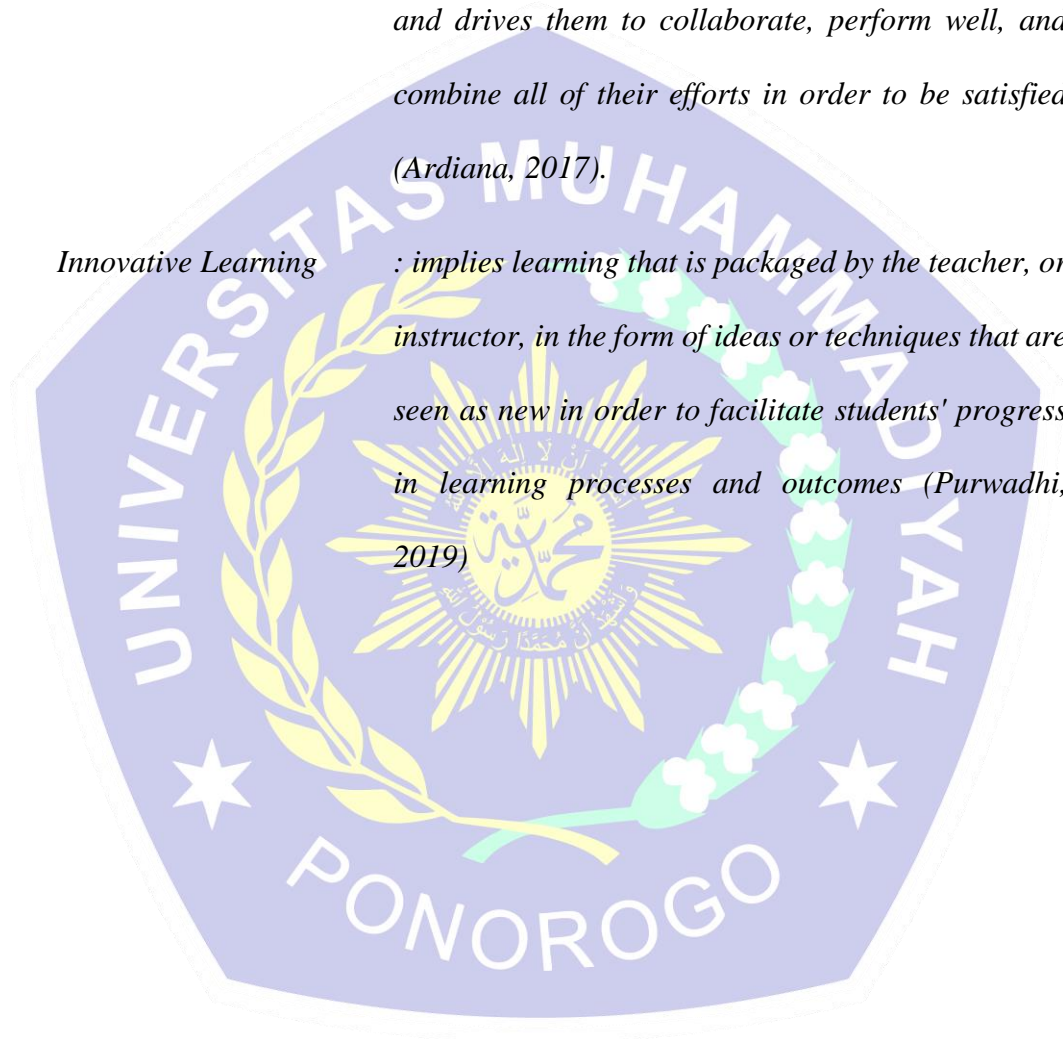 and drives them to collaborate, perform well, and
combine all of their efforts in order to be satisfied
(Ardiana, 2017).
Innovative Learning : implies learning that is packaged by the teacher, or
instructor, in the form of ideas or techniques that are
seen as new in order to facilitate students' progress
in learning processes and outcomes (Purwadhi,
2019)
UNIVERSITAS MUHAMMADIYAH
PONOROGO
محمدية